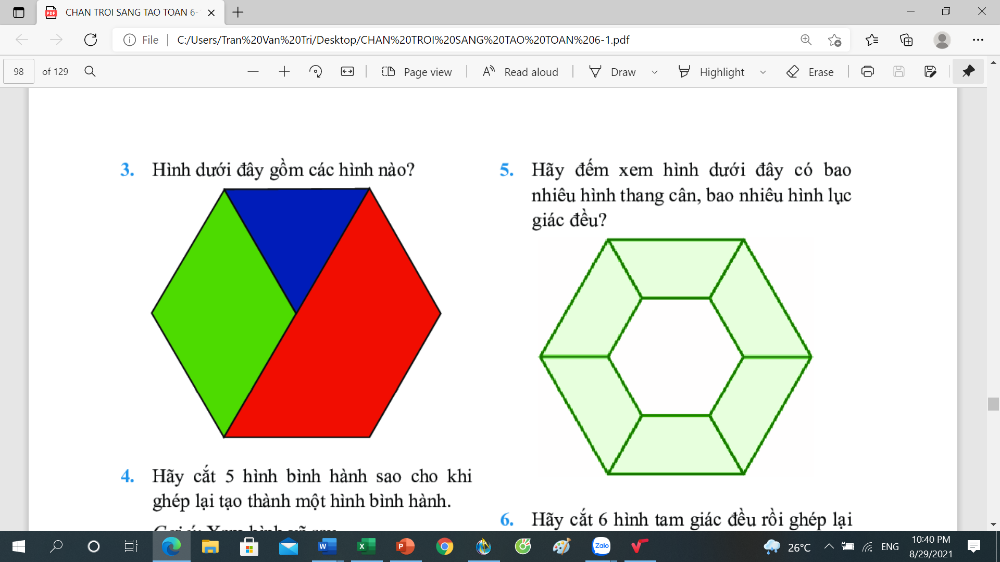 CHAN TROI SANG TAO TOAN 6-
File
C:/Users/Tran%20Van%20Tri/Desktop/CHAN%20TROI%20SANG%20TAO%20TOAN%206-1.pdf
98 of 129
Page view
Read aloud
Draw
Highlight
Erase
3. Hình dưới đây gồm các hình nào?
4. Hãy cắt 5 hình bình hành sao cho khi
ghép lại tạo thành một hình bình hành.
5. Hãy đếm xem hình dưới đây có bao
nhiêu hình thang cân, bao nhiêu hình lục
giác đều?
6. Hãy cắt 6 hình tam giác đều rồi ghép lại
Zalo
26°C
ENG
10:40 PM
8/29/2021